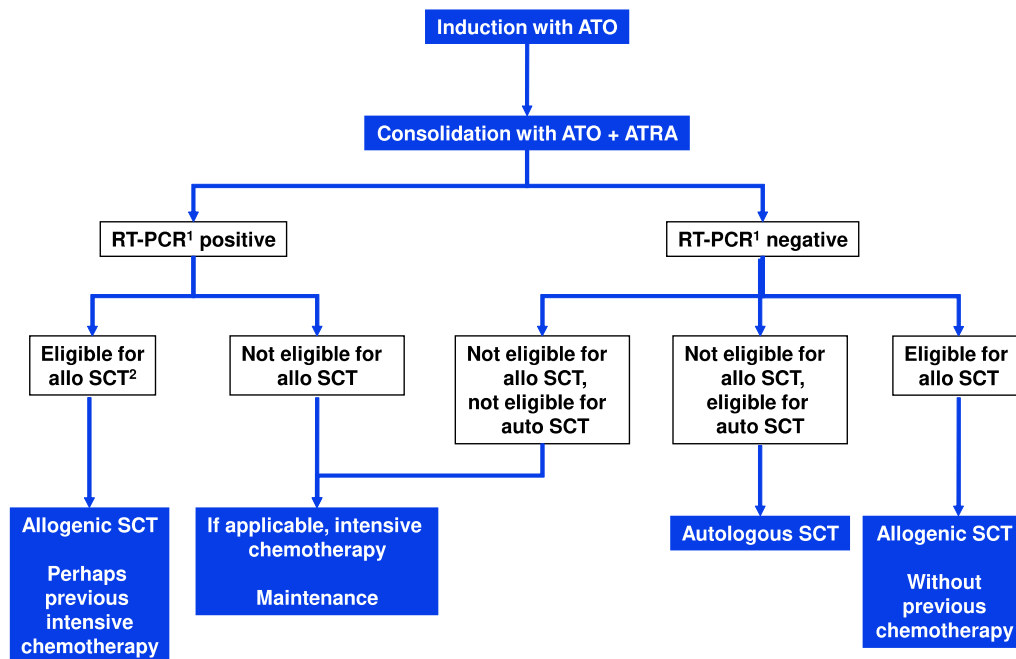 Induction with ATO
Consolidation with ATO + ATRA
RT-PCR¹ positive
RT-PCR¹ negative
Eligible for
allo SCT²
Not eligible for
allo SCT
Not eligible for
allo SCT,
not eligible for
auto SCT
Not eligible for
allo SCT,
eligible for
auto SCT
Eligible for
allo SCT
Allogenic SCT
Perhaps
previous
intensive
chemotherapy
If applicable, intensive
chemotherapy
Maintenance
Autologous SCT
Allogenic SCT
Without
previous
chemotherapy